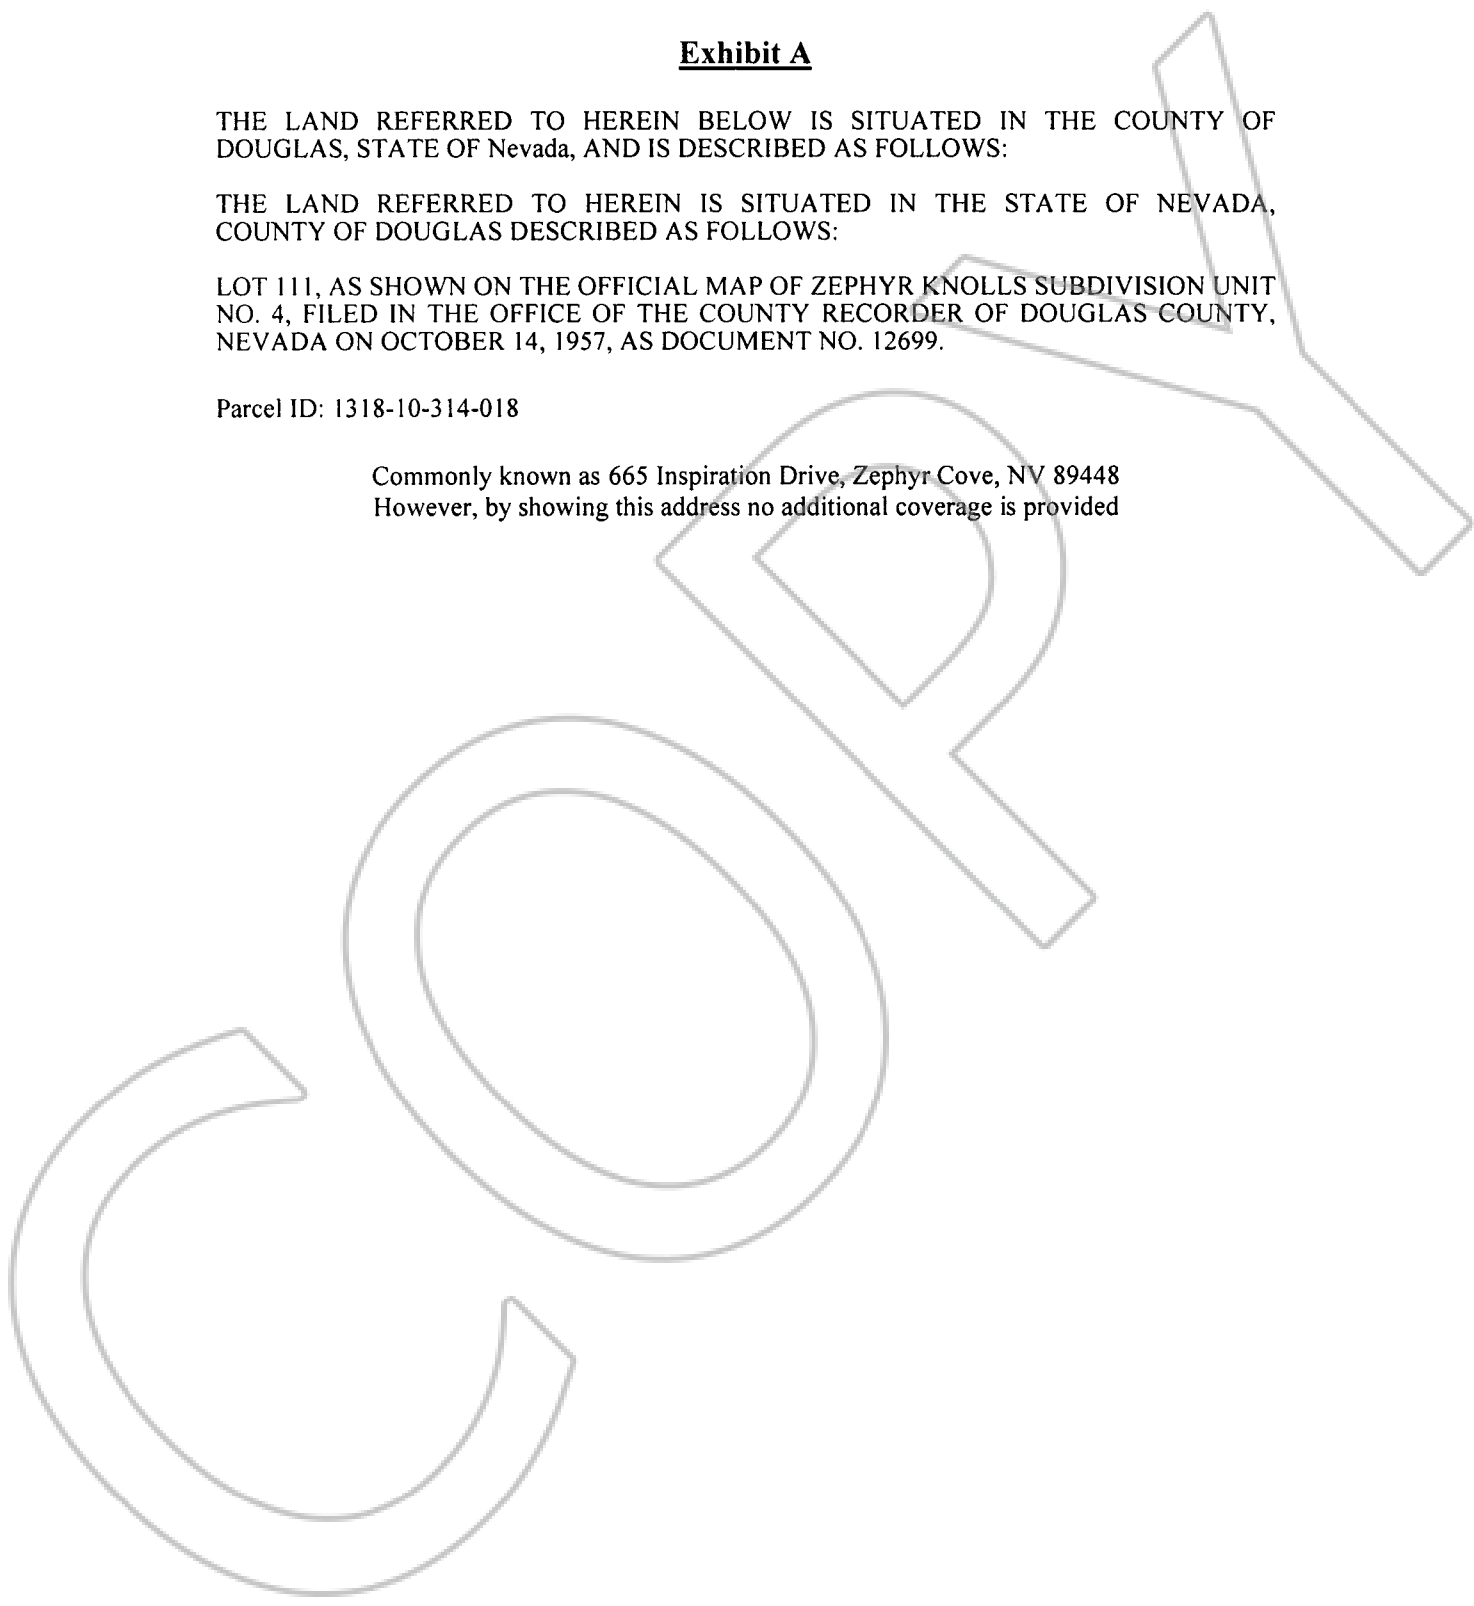 Exhibit A
THE LAND REFERRED TO HEREIN BELOW IS SITUATED IN THE COUNTY OF
DOUGLAS, STATE OF Nevada, AND IS DESCRIBED AS FOLLOWS:
THE LAND REFERRED TO HEREIN IS SITUATED IN THE STATE OF NEVADA,
COUNTY OF DOUGLAS DESCRIBED AS FOLLOWS:
LOT 111, AS SHOWN ON THE OFFICIAL MAP OF ZEPHYR KNOLLS SUBDIVISION UNIT
NO. 4, FILED IN THE OFFICE OF THE COUNTY RECORDER OF DOUGLAS COUNTY,
NEVADA ON OCTOBER 14, 1957, AS DOCUMENT NO. 12699.
Parcel ID: 1318-10-314-018
Commonly known as 665 Inspiration Drive, Zephyr Cove, NV 89448
However, by showing this address no additional coverage is provided
COPY